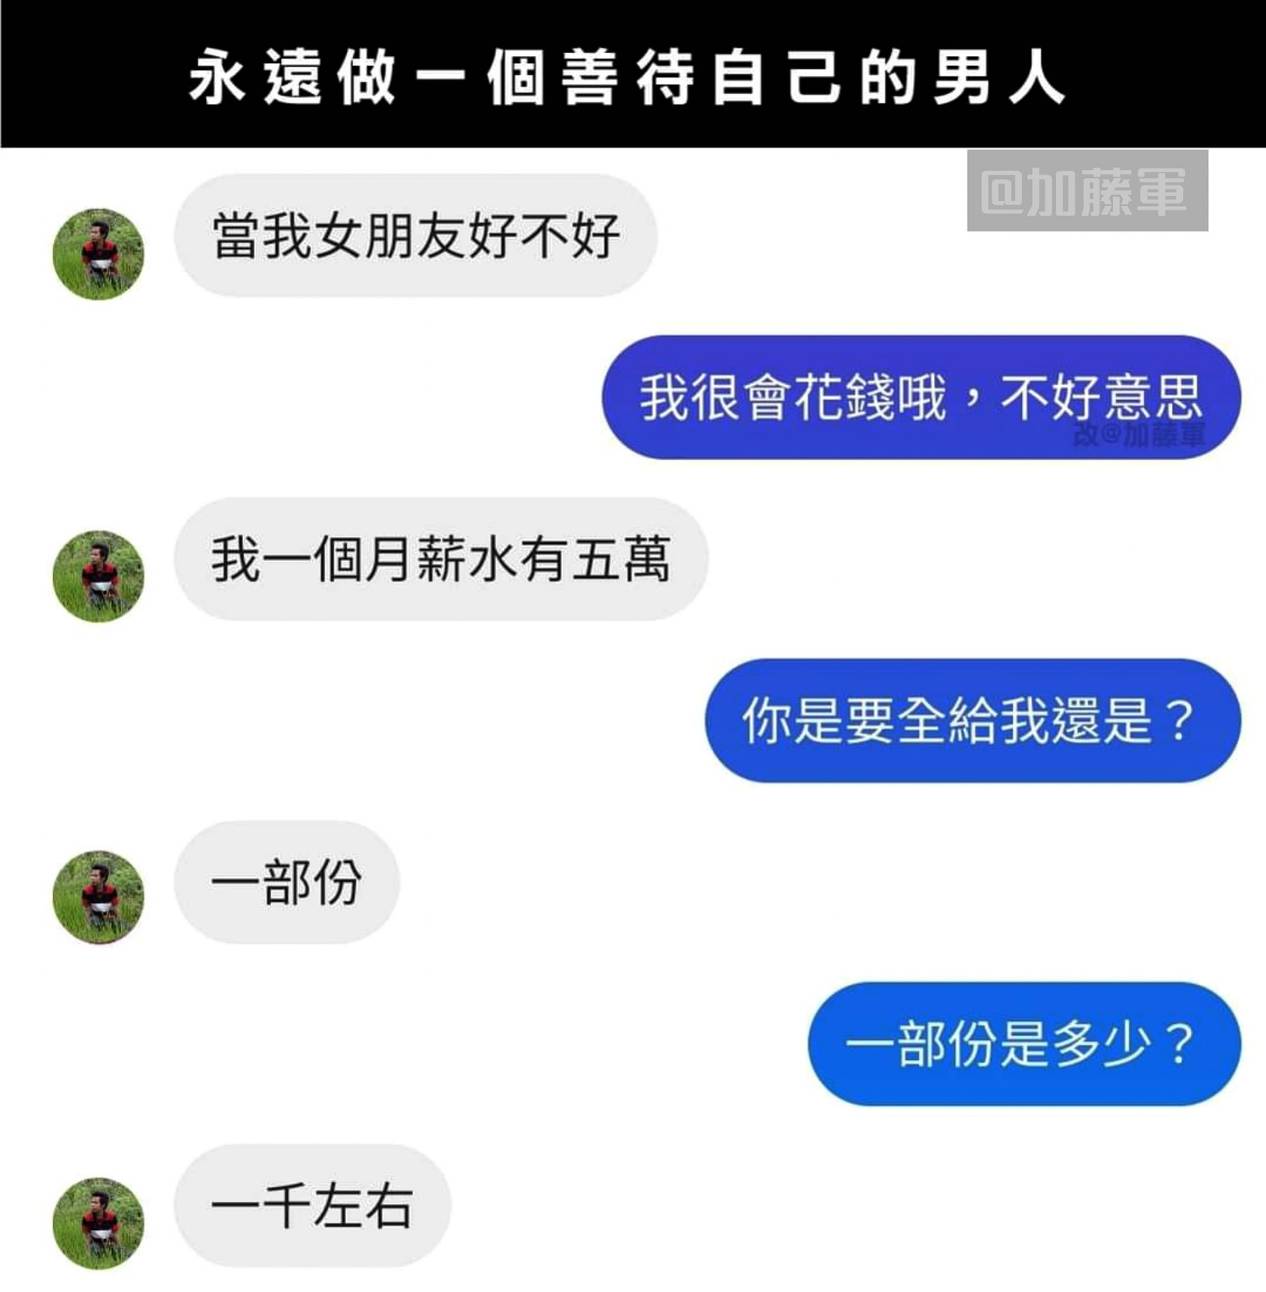 永遠做一個善待自己的男人
@加藤軍
當我女朋友好不好
我很會花錢哦，不好意思
改@加藤軍
我一個月薪水有五萬
你是要全給我還是？
一部份
一部份是多少？
一千左右